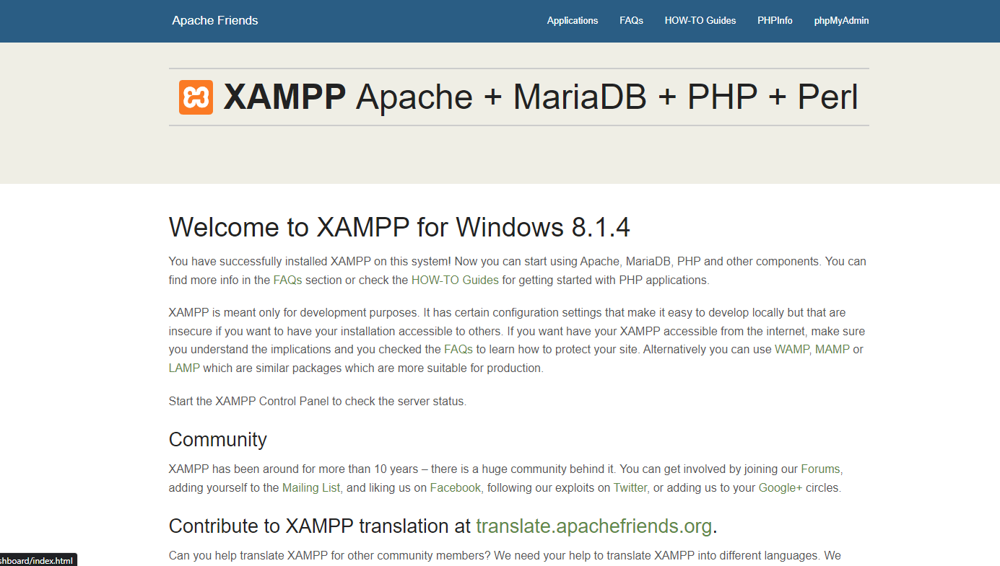 Apache Friends
Applications FAQs HOW-TO Guides PHPInfo phpMyAdmin
XAMPP Apache + MariaDB + PHP + Perl
Welcome to XAMPP for Windows 8.1.4
You have successfully installed XAMPP on this system! Now you can start using Apache, MariaDB, PHP and other components. You can
find more info in the FAQs section or check the HOW-TO Guides for getting started with PHP applications.
XAMPP is meant only for development purposes. It has certain configuration settings that make it easy to develop locally but that are
insecure if you want to have your installation accessible to others. If you want have your XAMPP accessible from the internet, make sure
you understand the implications and you checked the FAQs to learn how to protect your site. Alternatively you can use WAMP, MAMP or
LAMP which are similar packages which are more suitable for production.
Start the XAMPP Control Panel to check the server status.
Community
XAMPP has been around for more than 10 years – there is a huge community behind it. You can get involved by joining our Forums,
adding yourself to the Mailing List, and liking us on Facebook, following our exploits on Twitter, or adding us to your Google+ circles.
Contribute to XAMPP translation at translate.apachefriends.org.
Can you help translate XAMPP for other community members? We need your help to translate XAMPP into different languages. We
shboard/index.html